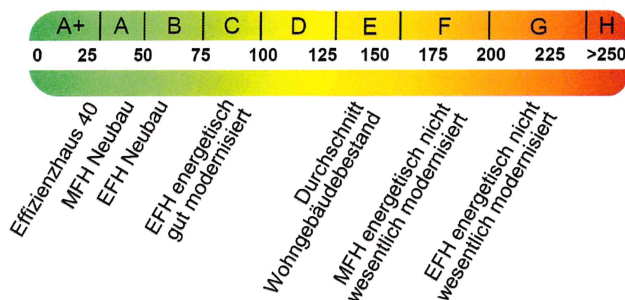 A+ A B C D E F G H
0 25 50 75 100 125 150 175 200 225 >250
Effizienzhaus 40
MFH Neubau
EFH Neubau
EFH energetisch
gut modernisiert
Durchschnitt
Wohngebäudebestand
MFH energetisch nicht
wesentlich modernisiert
EFH energetisch nicht
wesentlich modernisiert